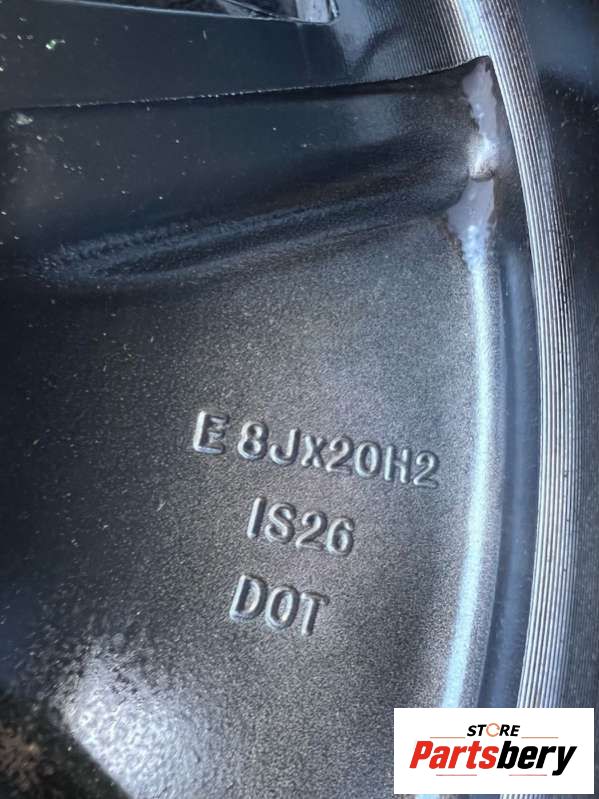 E 8Jx20H2
IS26
DOT
STORE
Partsbery